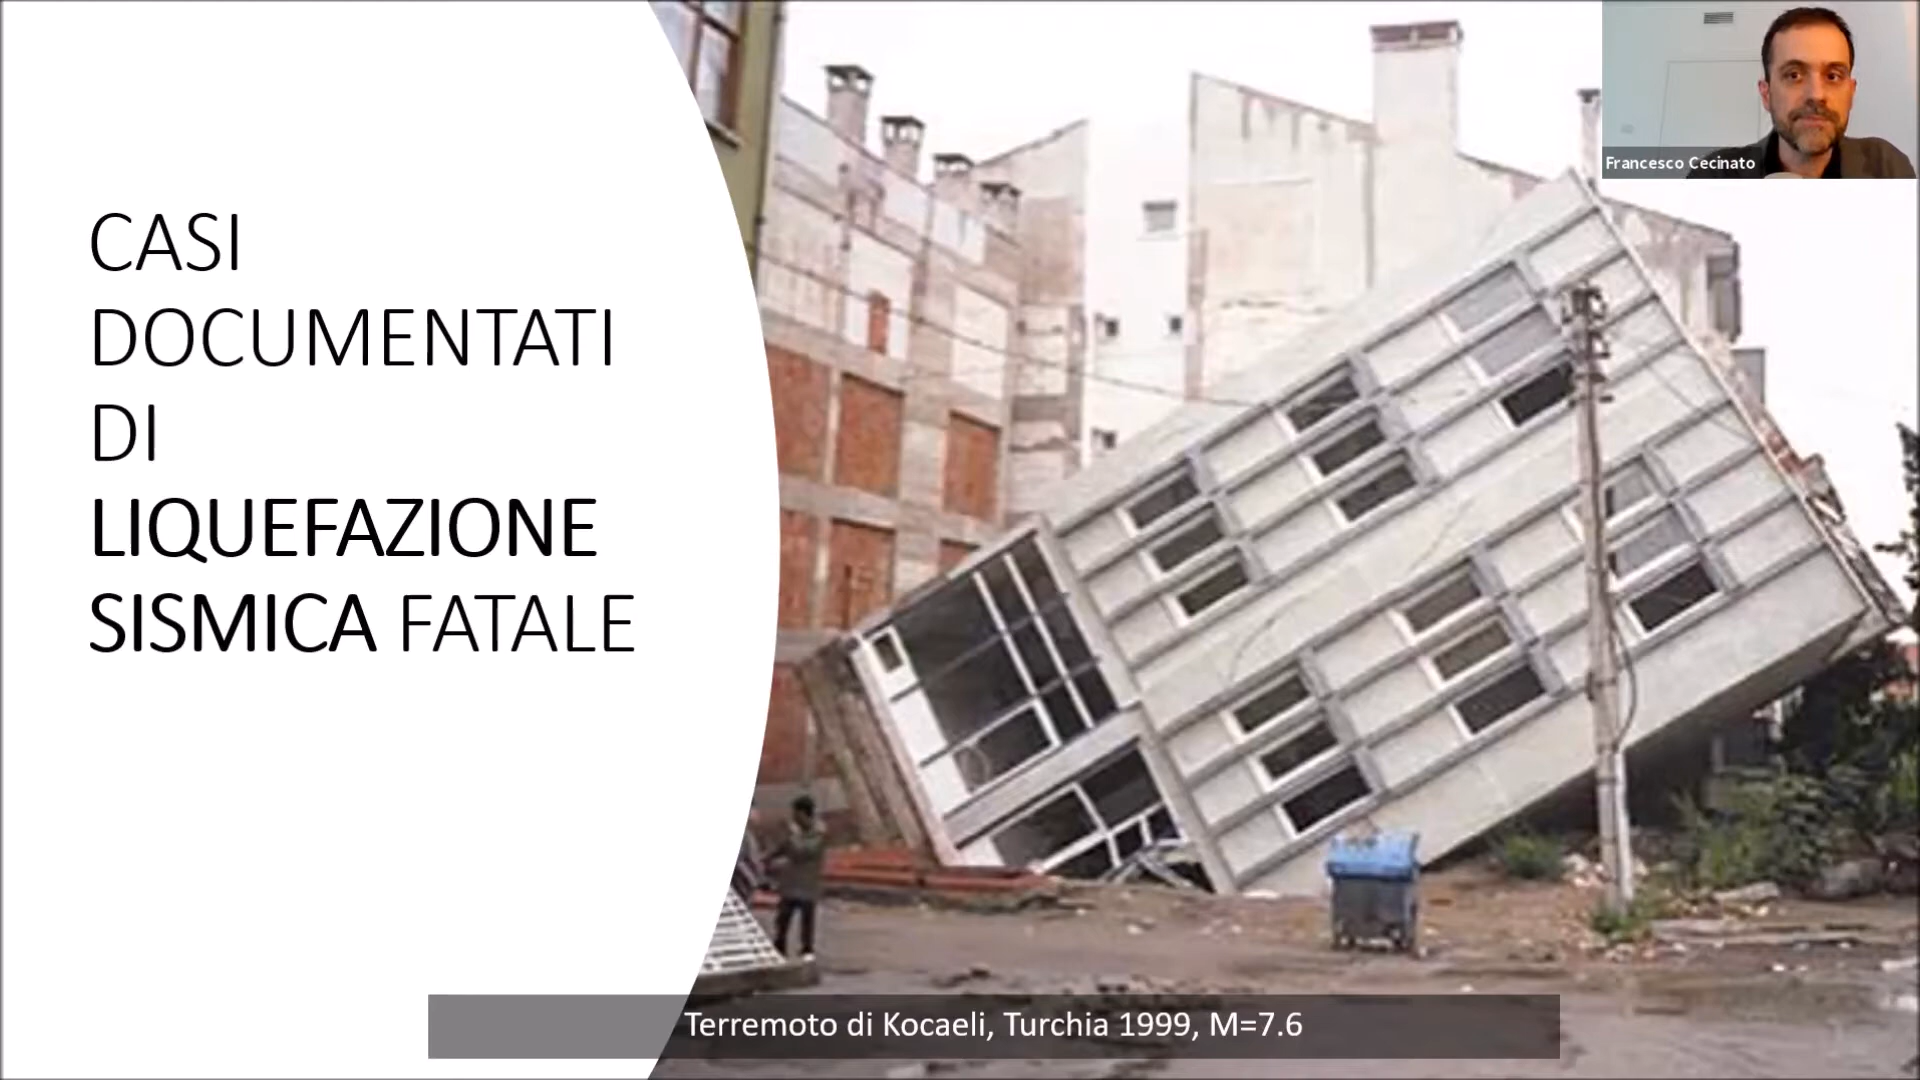 CASI
DOCUMENTATI
DI
LIQUEFAZIONE
SISMICA FATALE
Francesco Cecinato
Terremoto di Kocaeli, Turchia 1999, M=7.6